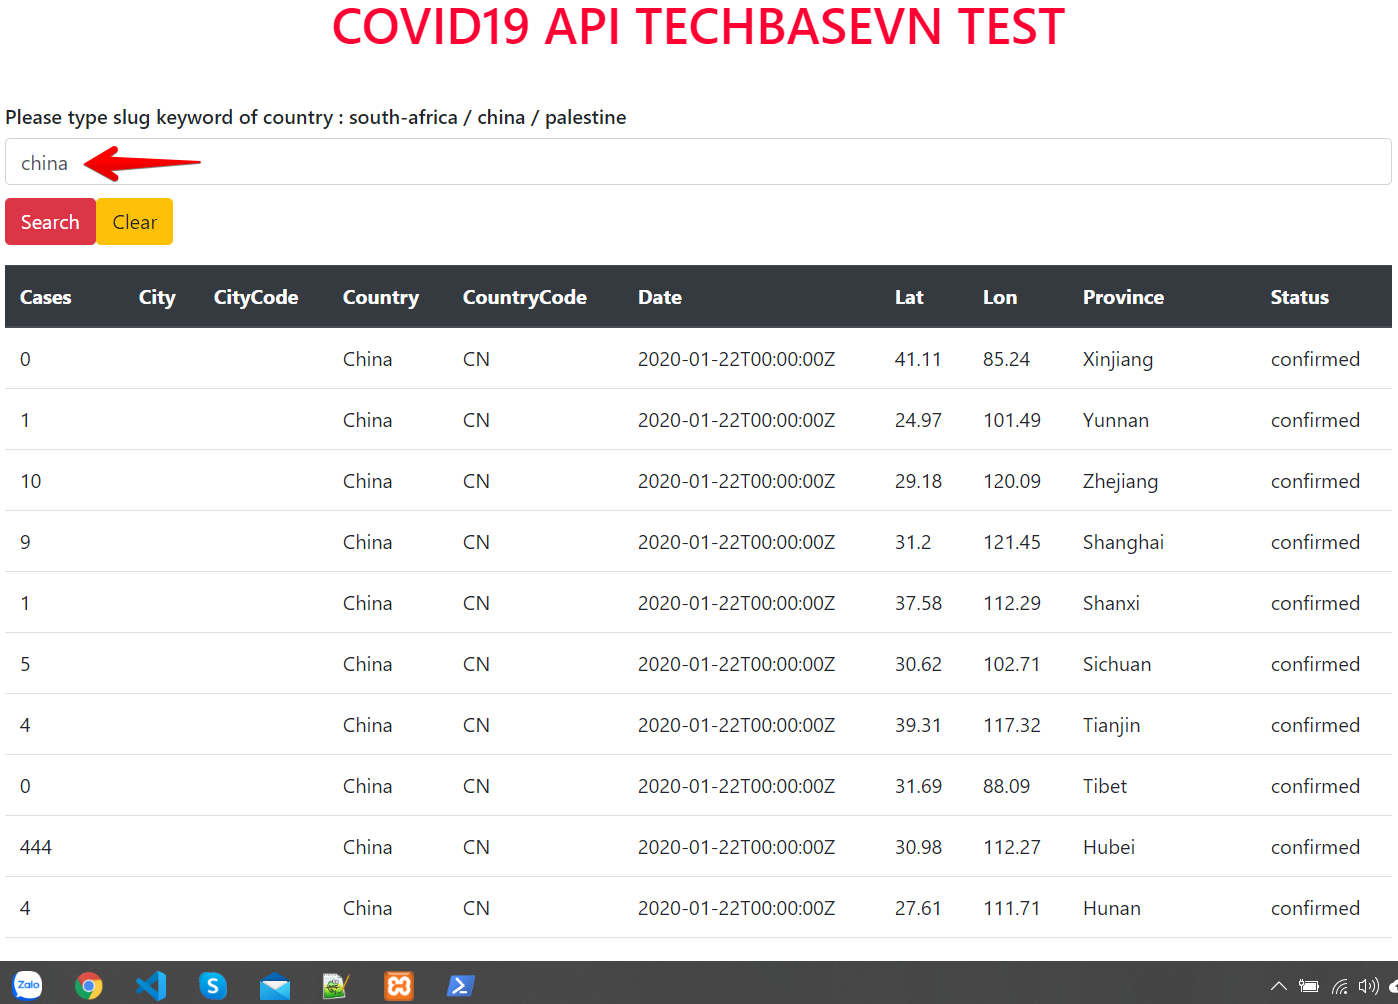 COVID19 API TECHBASEVN TEST
Please type slug keyword of country : south-africa / china / palestine
china
Search Clear
Cases City CityCode Country CountryCode Date Lat Lon Province Status
0 China CN 2020-01-22T00:00:00Z 41.11 85.24 Xinjiang confirmed
1 China CN 2020-01-22T00:00:00Z 24.97 101.49 Yunnan confirmed
10 China CN 2020-01-22T00:00:00Z 29.18 120.09 Zhejiang confirmed
9 China CN 2020-01-22T00:00:00Z 31.2 121.45 Shanghai confirmed
1 China CN 2020-01-22T00:00:00Z 37.58 112.29 Shanxi confirmed
5 China CN 2020-01-22T00:00:00Z 30.62 102.71 Sichuan confirmed
4 China CN 2020-01-22T00:00:00Z 39.31 117.32 Tianjin confirmed
0 China CN 2020-01-22T00:00:00Z 31.69 88.09 Tibet confirmed
444 China CN 2020-01-22T00:00:00Z 30.98 112.27 Hubei confirmed
4 China CN 2020-01-22T00:00:00Z 27.61 111.71 Hunan confirmed
Zalo S